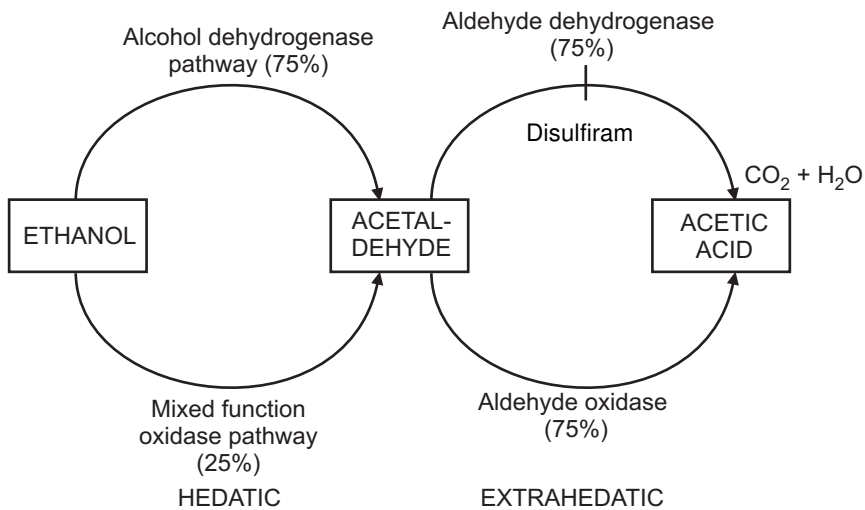 Alcohol dehydrogenase
pathway (75%)
Aldehyde dehydrogenase
(75%)
Disulfiram
CO₂ + H₂O
ETHANOL
ACETAL-
DEHYDE
ACETIC
ACID
Mixed function
oxidase pathway
(25%)
Aldehyde oxidase
(75%)
HEDATIC
EXTRAHEDATIC